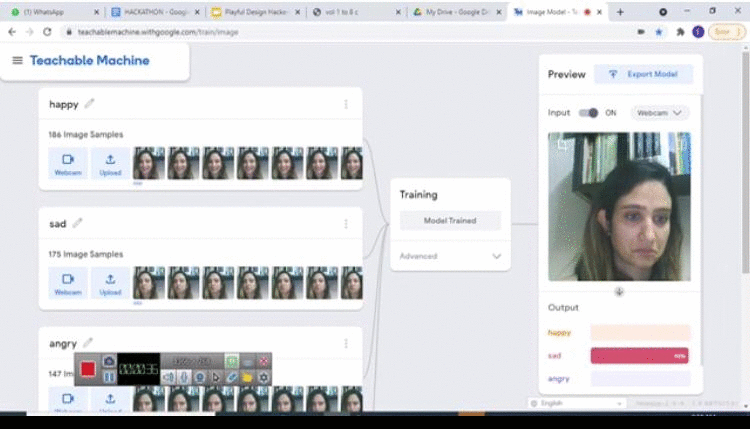 (1) WhatsApp
HACKATHON - Google
Playful Design Hacke
vol 1 to 8 c
My Drive - Google Dr
Image Model - Te
teachablemachine.withgoogle.com/train/image
Error
Teachable Machine
happy
186 Image Samples
Webcam
Upload
sad
175 Image Samples
Webcam
Upload
angry
147 Im
Webcam
Upload
Training
Model Trained
Advanced
Preview
Export Model
Input
ON
Webcam
Output
happy
sad
angry
English